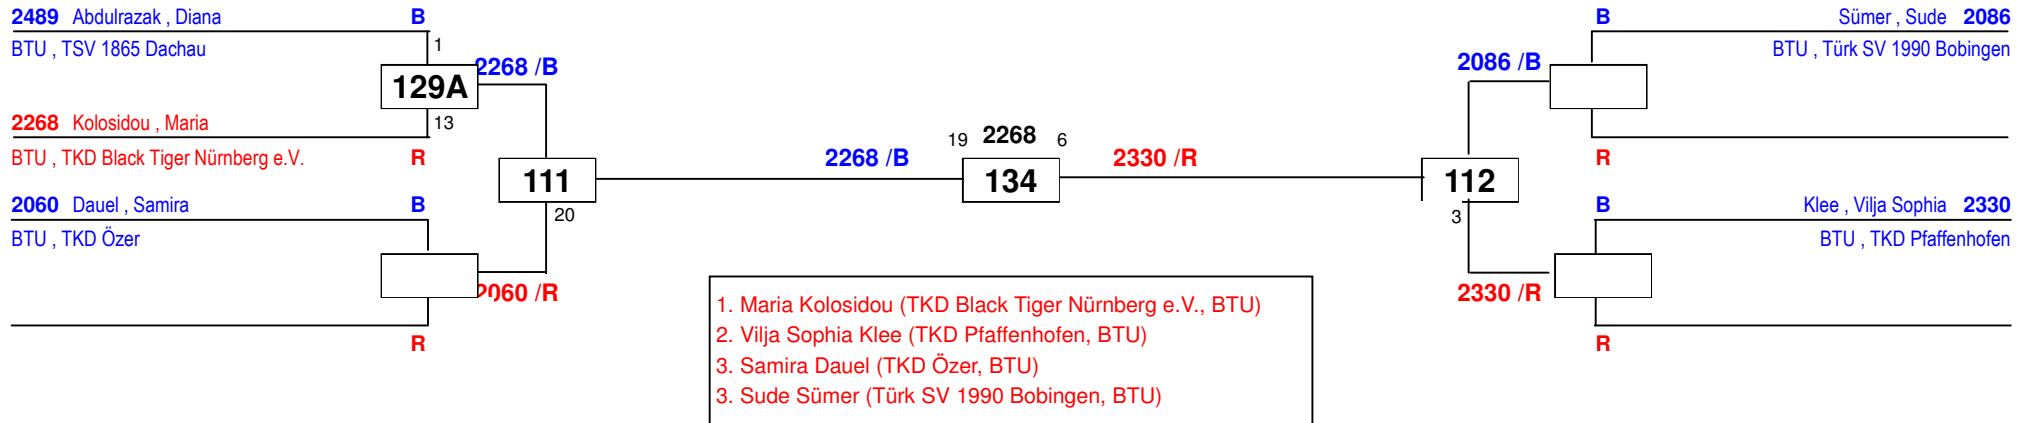 2489 Abdulrazak , Diana B
BTU , TSV 1865 Dachau
1
129A
2268 /B
13
2268 Kolosidou , Maria
BTU , TKD Black Tiger Nürnberg e.V. R
111
20
2060 Dauel , Samira B
BTU , TKD Özer
2060 /R
R
2268 /B
19 2268 6
134
2330 /R
B Sümer , Sude 2086
BTU , Türk SV 1990 Bobingen
2086 /B
R
112
3
B Klee , Vilja Sophia 2330
BTU , TKD Pfaffenhofen
2330 /R
R
1. Maria Kolosidou (TKD Black Tiger Nürnberg e.V., BTU)
2. Vilja Sophia Klee (TKD Pfaffenhofen, BTU)
3. Samira Dauel (TKD Özer, BTU)
3. Sude Sümer (Türk SV 1990 Bobingen, BTU)